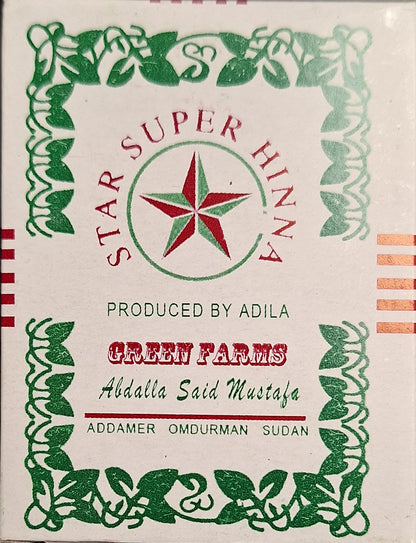 STAR SUPER HINNA
PRODUCED BY ADILA
GREEN FARMS
Abdalla Said Mustafa
ADDAMER OMDURMAN SUDAN